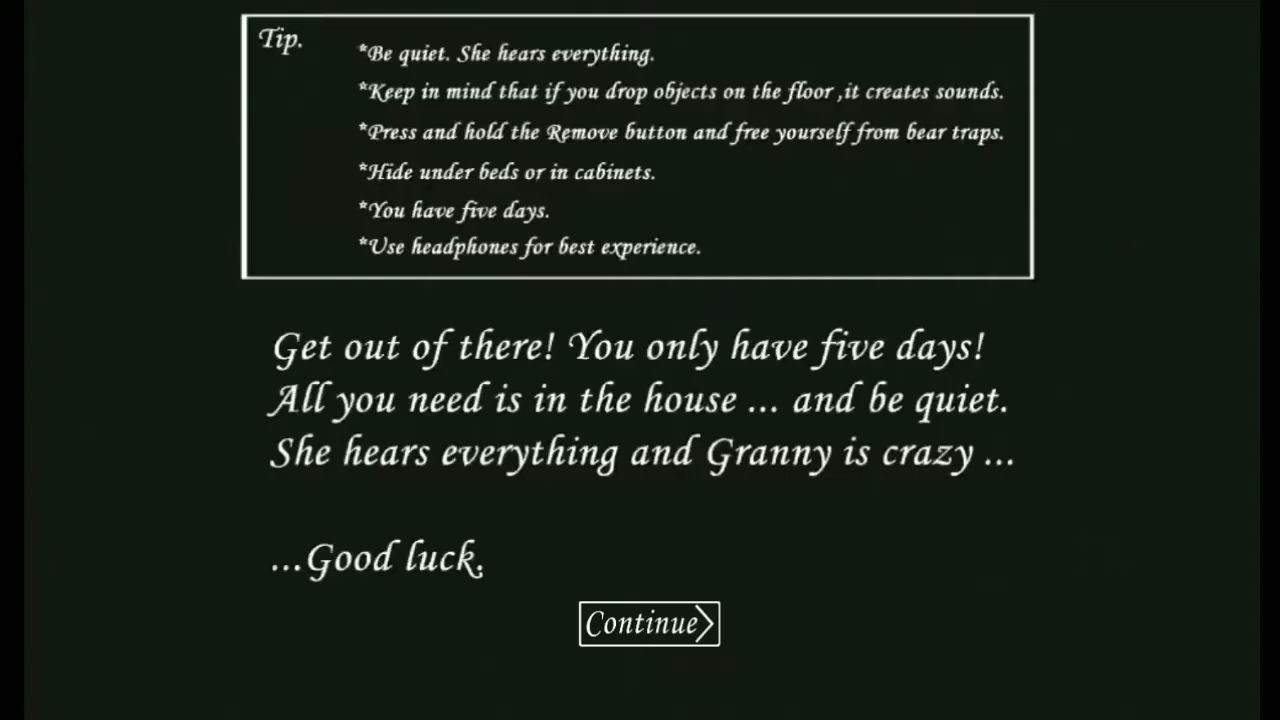 Tip.
*Be quiet. She hears everything.
*Keep in mind that if you drop objects on the floor ,it creates sounds.
*Press and hold the Remove button and free yourself from bear traps.
*Hide under beds or in cabinets.
*You have five days.
*Use headphones for best experience.
Get out of there! You only have five days!
All you need is in the house ... and be quiet.
She hears everything and Granny is crazy ...
...Good luck.
Continue>